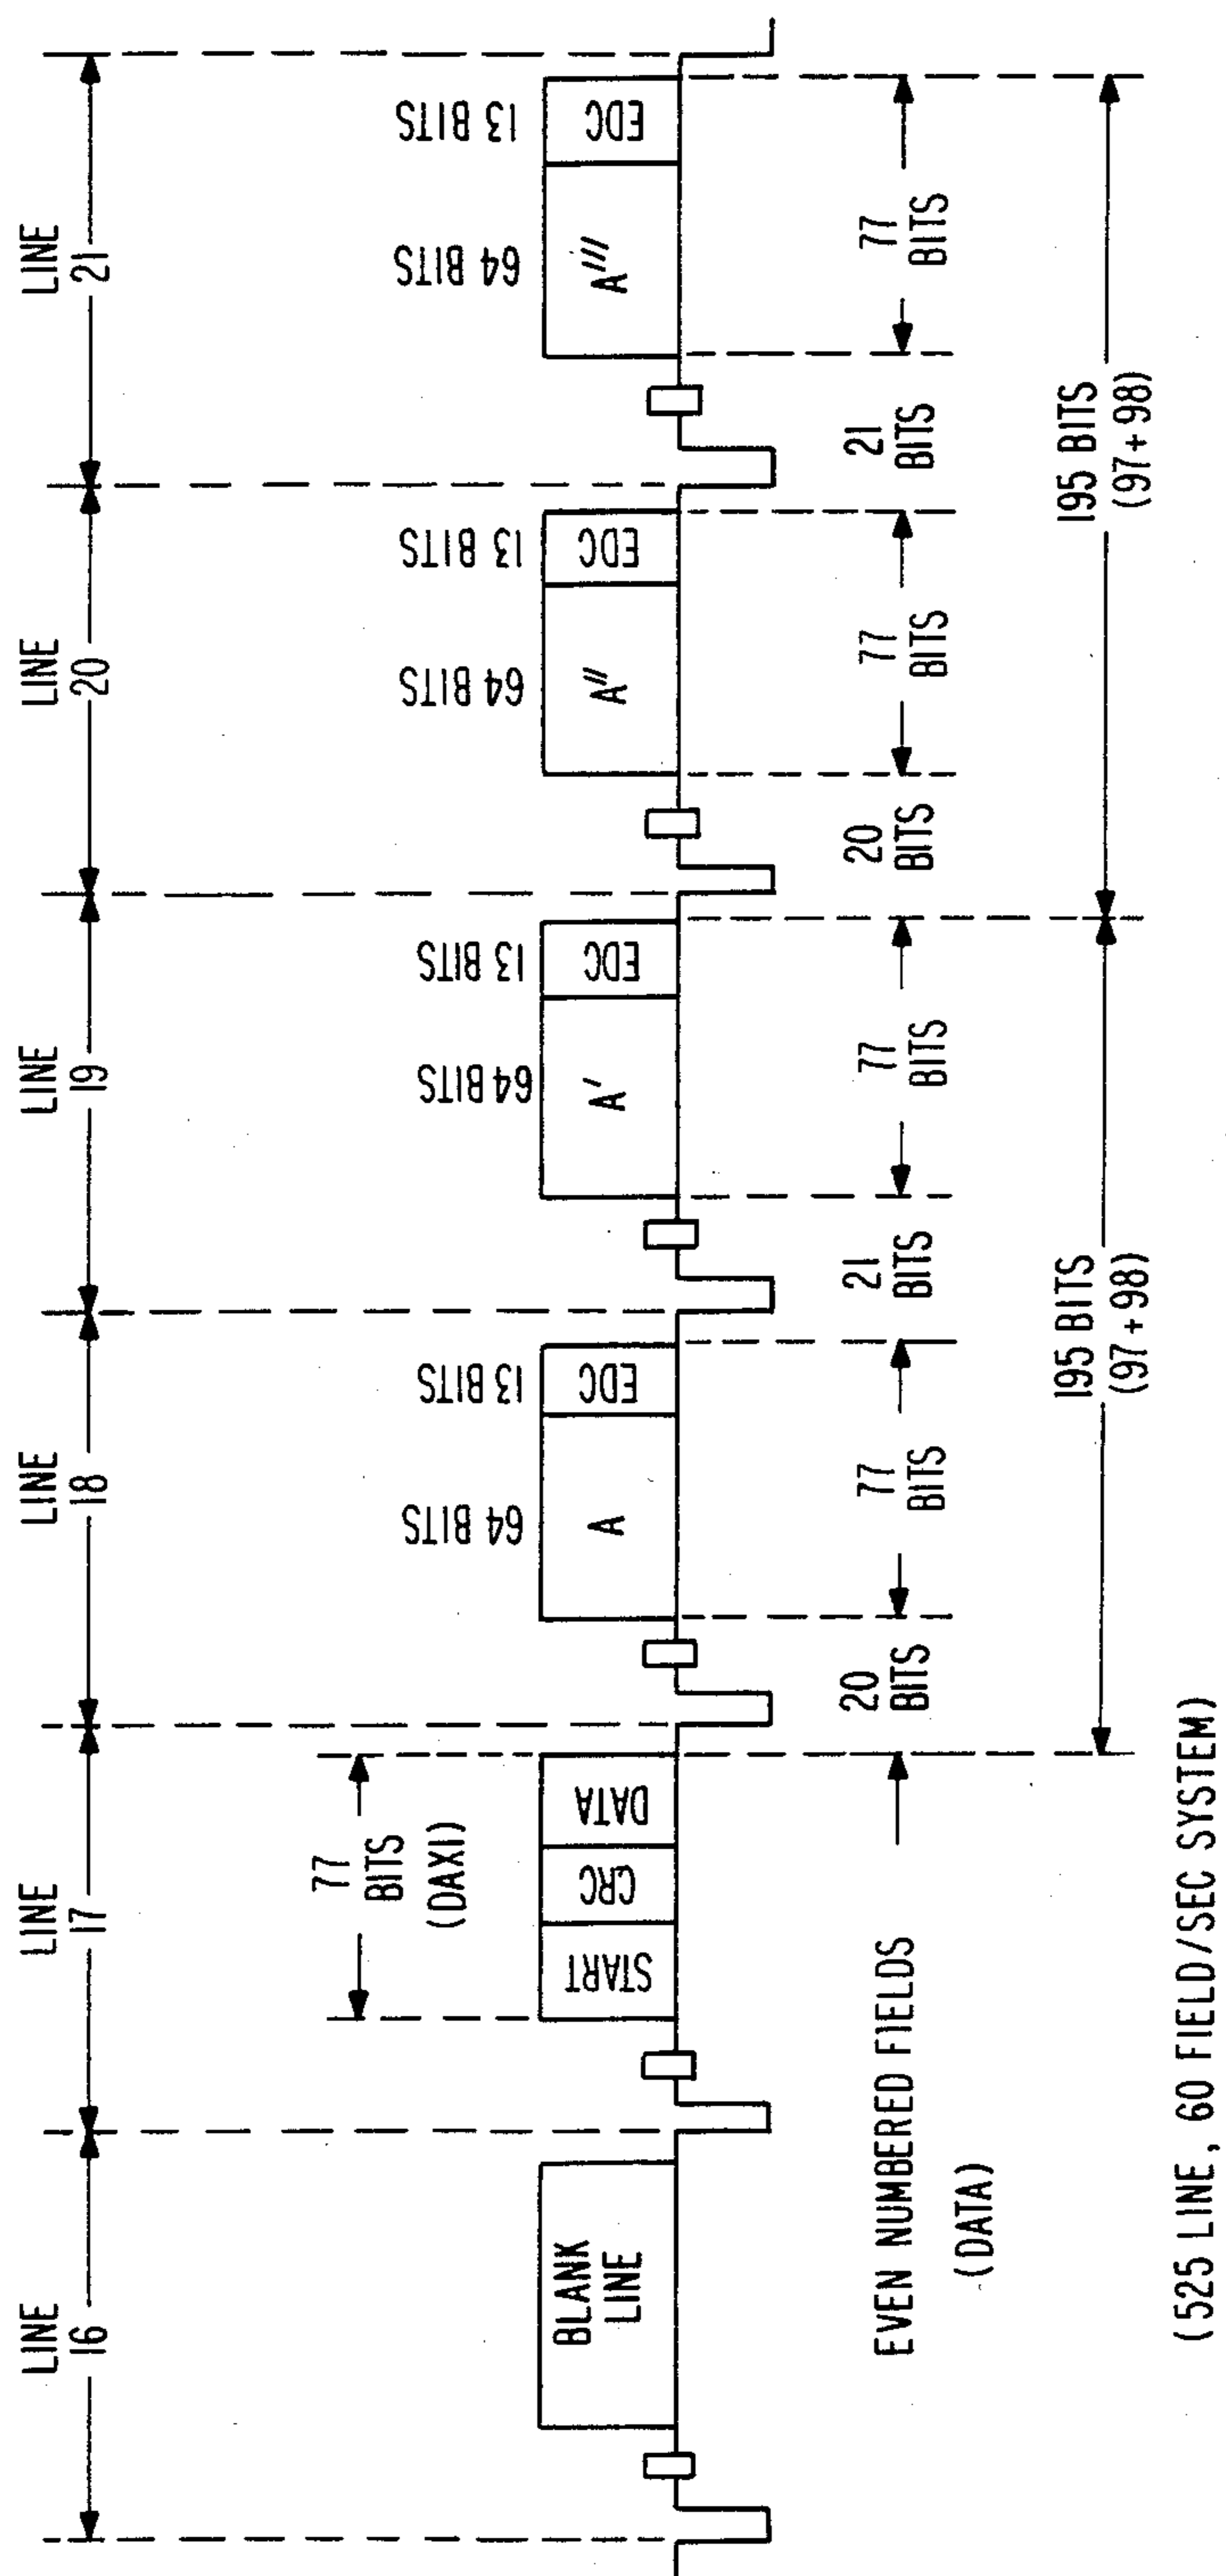 LINE
16
LINE
17
LINE
18
LINE
19
LINE
20
LINE
21
77
BITS
(DAXI)
64 BITS
13 BITS
64 BITS
13 BITS
64 BITS
13 BITS
64 BITS
13 BITS
BLANK
LINE
START
CRC
DATA
A
EDC
A'
EDC
A''
EDC
A'''
EDC
EVEN NUMBERED FIELDS
(DATA)
20
BITS
77
BITS
21
BITS
77
BITS
20
BITS
77
BITS
21
BITS
77
BITS
195 BITS
(97+98)
195 BITS
(97+98)
(525 LINE, 60 FIELD/SEC SYSTEM)